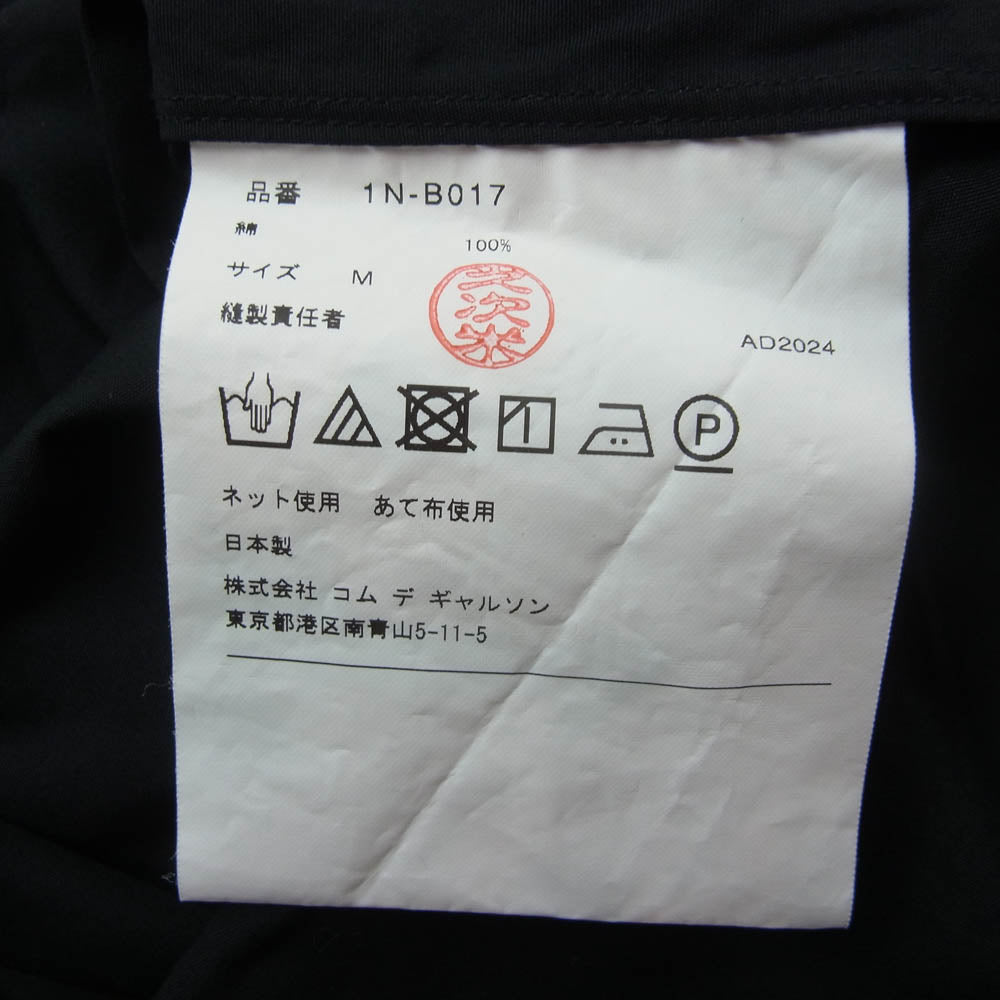 品番 1N-B017
綿
100%
サイズ M
縫製責任者
AD2024
P
ネット使用 あて布使用
日本製
株式会社 コム デ ギャルソン
東京都港区南青山5-11-5